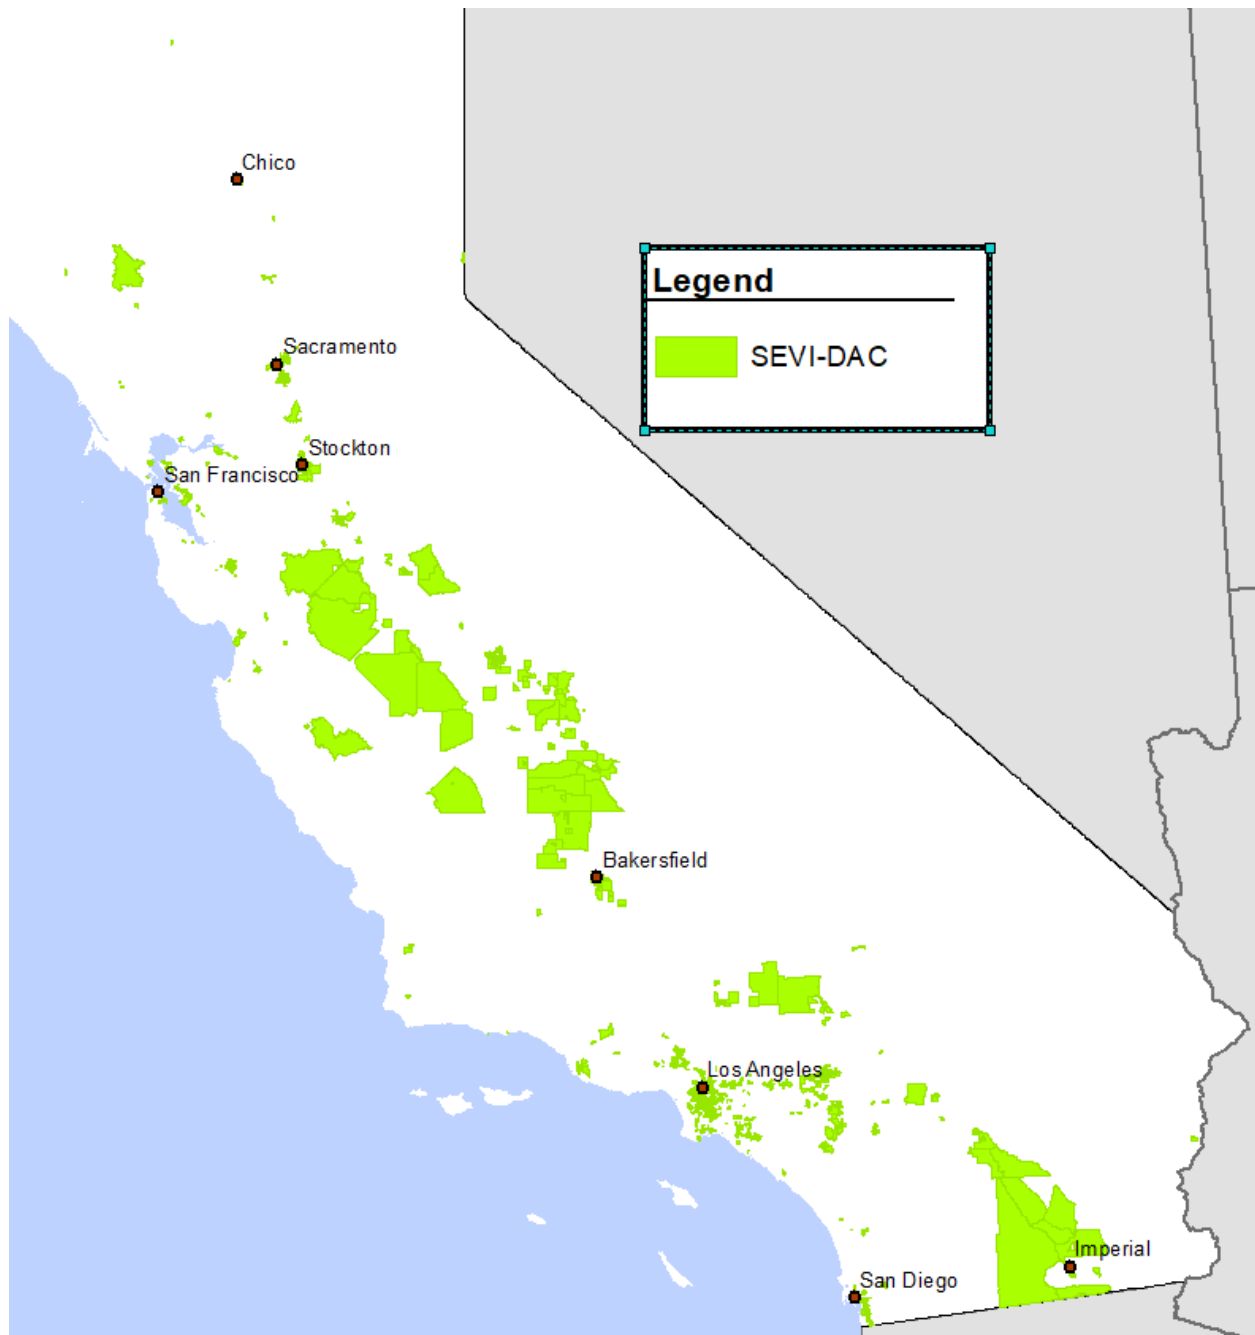 Chico
Legend
SEVI-DAC
Sacramento
Stockton
San Francisco
Bakersfield
Los Angeles
Imperial
San Diego